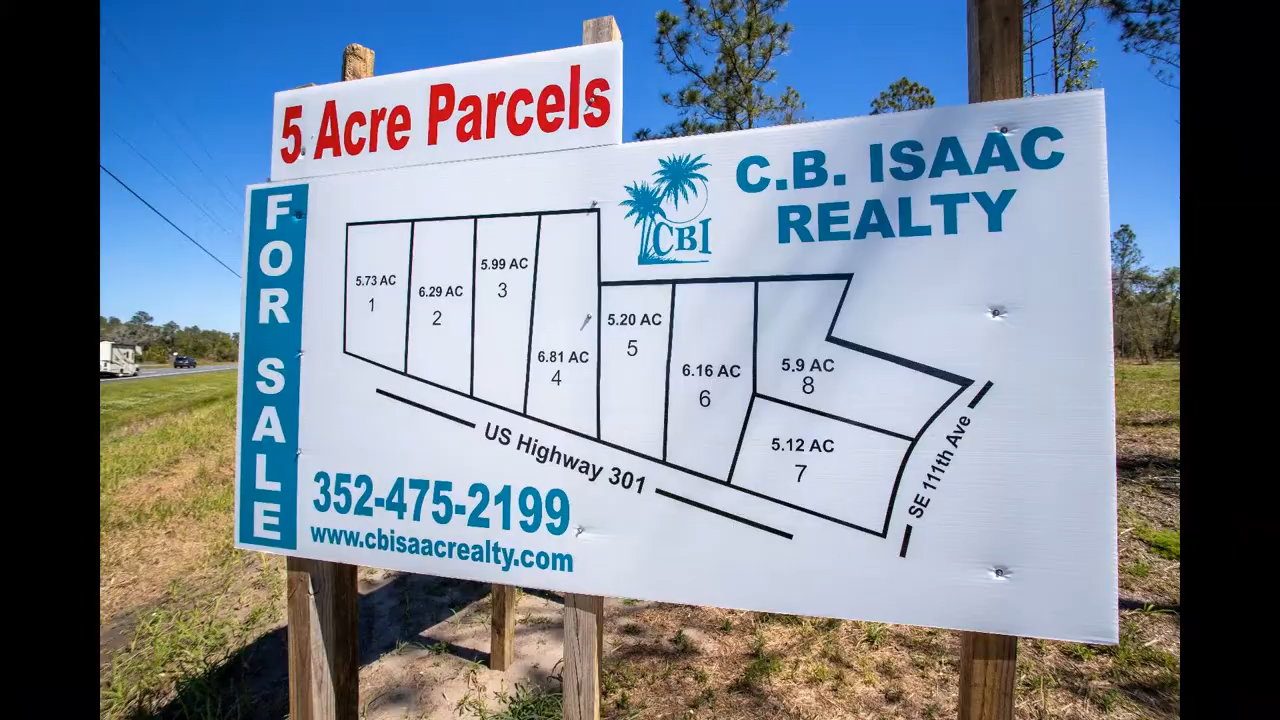 5 Acre Parcels
FOR SALE
CBI
C.B. ISAAC
REALTY
5.73 AC
1
6.29 AC
2
5.99 AC
3
6.81 AC
4
5.20 AC
5
6.16 AC
6
5.9 AC
8
5.12 AC
7
US Highway 301
SE 111th Ave
352-475-2199
www.cbisaacrealty.com